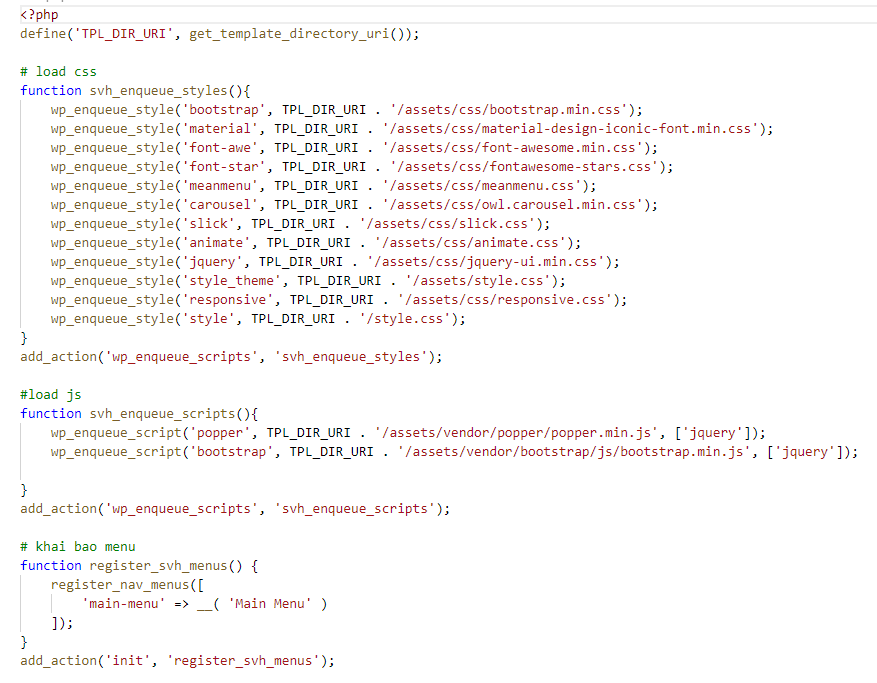 <?php
define('TPL_DIR_URI', get_template_directory_uri());
# load css
function svh_enqueue_styles(){
wp_enqueue_style('bootstrap', TPL_DIR_URI . '/assets/css/bootstrap.min.css');
wp_enqueue_style('material', TPL_DIR_URI . '/assets/css/material-design-iconic-font.min.css');
wp_enqueue_style('font-awe', TPL_DIR_URI . '/assets/css/font-awesome.min.css');
wp_enqueue_style('font-star', TPL_DIR_URI . '/assets/css/fontawesome-stars.css');
wp_enqueue_style('meanmenu', TPL_DIR_URI . '/assets/css/meanmenu.css');
wp_enqueue_style('carousel', TPL_DIR_URI . '/assets/css/owl.carousel.min.css');
wp_enqueue_style('slick', TPL_DIR_URI . '/assets/css/slick.css');
wp_enqueue_style('animate', TPL_DIR_URI . '/assets/css/animate.css');
wp_enqueue_style('jquery', TPL_DIR_URI . '/assets/css/jquery-ui.min.css');
wp_enqueue_style('style_theme', TPL_DIR_URI . '/assets/style.css');
wp_enqueue_style('responsive', TPL_DIR_URI . '/assets/css/responsive.css');
wp_enqueue_style('style', TPL_DIR_URI . '/style.css');
}
add_action('wp_enqueue_scripts', 'svh_enqueue_styles');
#load js
function svh_enqueue_scripts(){
wp_enqueue_script('popper', TPL_DIR_URI . '/assets/vendor/popper/popper.min.js', ['jquery']);
wp_enqueue_script('bootstrap', TPL_DIR_URI . '/assets/vendor/bootstrap/js/bootstrap.min.js', ['jquery']);
}
add_action('wp_enqueue_scripts', 'svh_enqueue_scripts');
# khai bao menu
function register_svh_menus() {
register_nav_menus([
'main-menu' => __( 'Main Menu' )
]);
}
add_action('init', 'register_svh_menus');